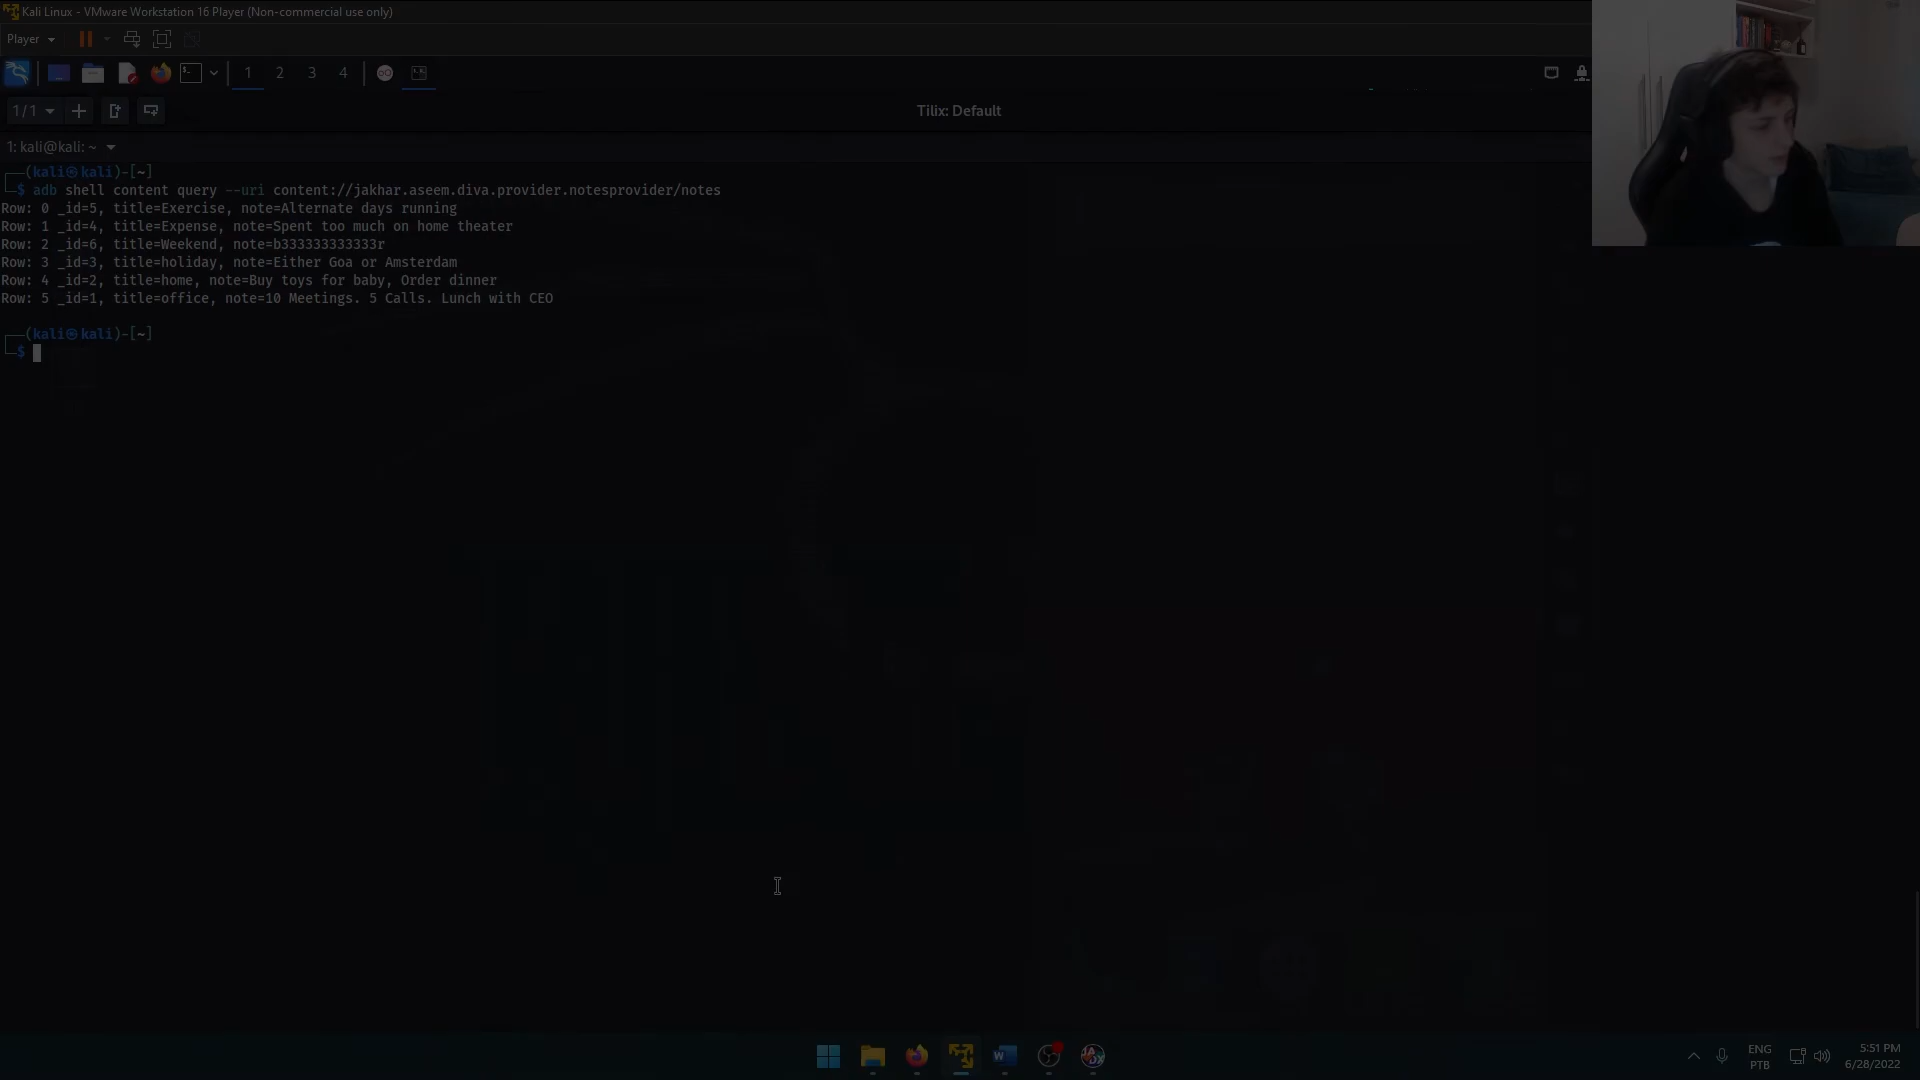 Kali Linux - VMware Workstation 16 Player (Non-commercial use only)
Player
1 2 3 4
1/1
Tilix: Default
1: kali@kali: ~
┌──(kali㉿kali)-[~]
└─$ adb shell content query --uri content://jakhar.aseem.diva.provider.notesprovider/notes
Row: 0 _id=5, title=Exercise, note=Alternate days running
Row: 1 _id=4, title=Expense, note=Spent too much on home theater
Row: 2 _id=6, title=Weekend, note=b333333333333r
Row: 3 _id=3, title=holiday, note=Either Goa or Amsterdam
Row: 4 _id=2, title=home, note=Buy toys for baby, Order dinner
Row: 5 _id=1, title=office, note=10 Meetings. 5 Calls. Lunch with CEO
┌──(kali㉿kali)-[~]
└─$
ENG
PTB
5:51 PM
6/28/2022